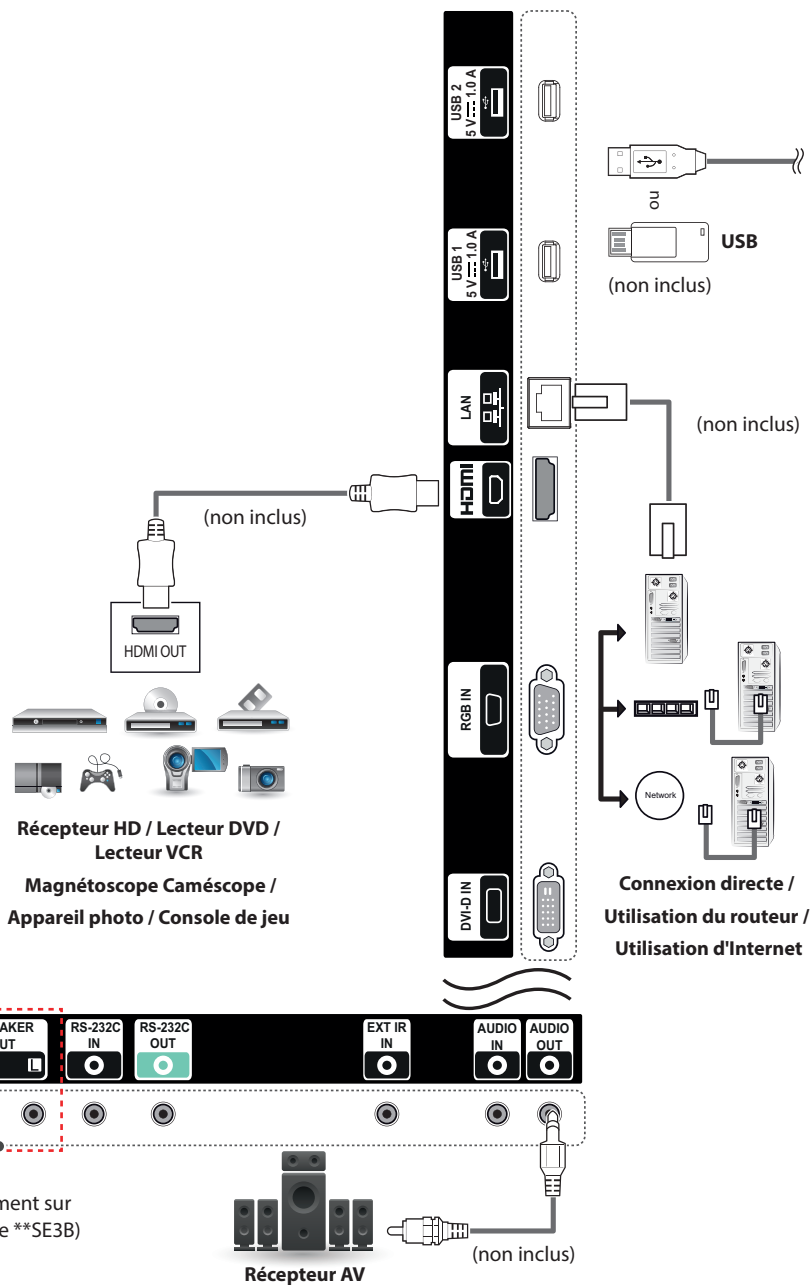 USB 2
5 V 1.0 A
ou
USB
(non inclus)
USB 1
5 V 1.0 A
LAN
(non inclus)
HDMI
(non inclus)
HDMI OUT
RGB IN
Network
Récepteur HD / Lecteur DVD /
Lecteur VCR
Magnétoscope Caméscope /
Appareil photo / Console de jeu
DVI-D IN
Connexion directe /
Utilisation du routeur /
Utilisation d'Internet
AKER
UT
L
RS-232C
IN
RS-232C
OUT
EXT IR
IN
AUDIO
IN
AUDIO
OUT
ment sur
e **SE3B)
(non inclus)
Récepteur AV